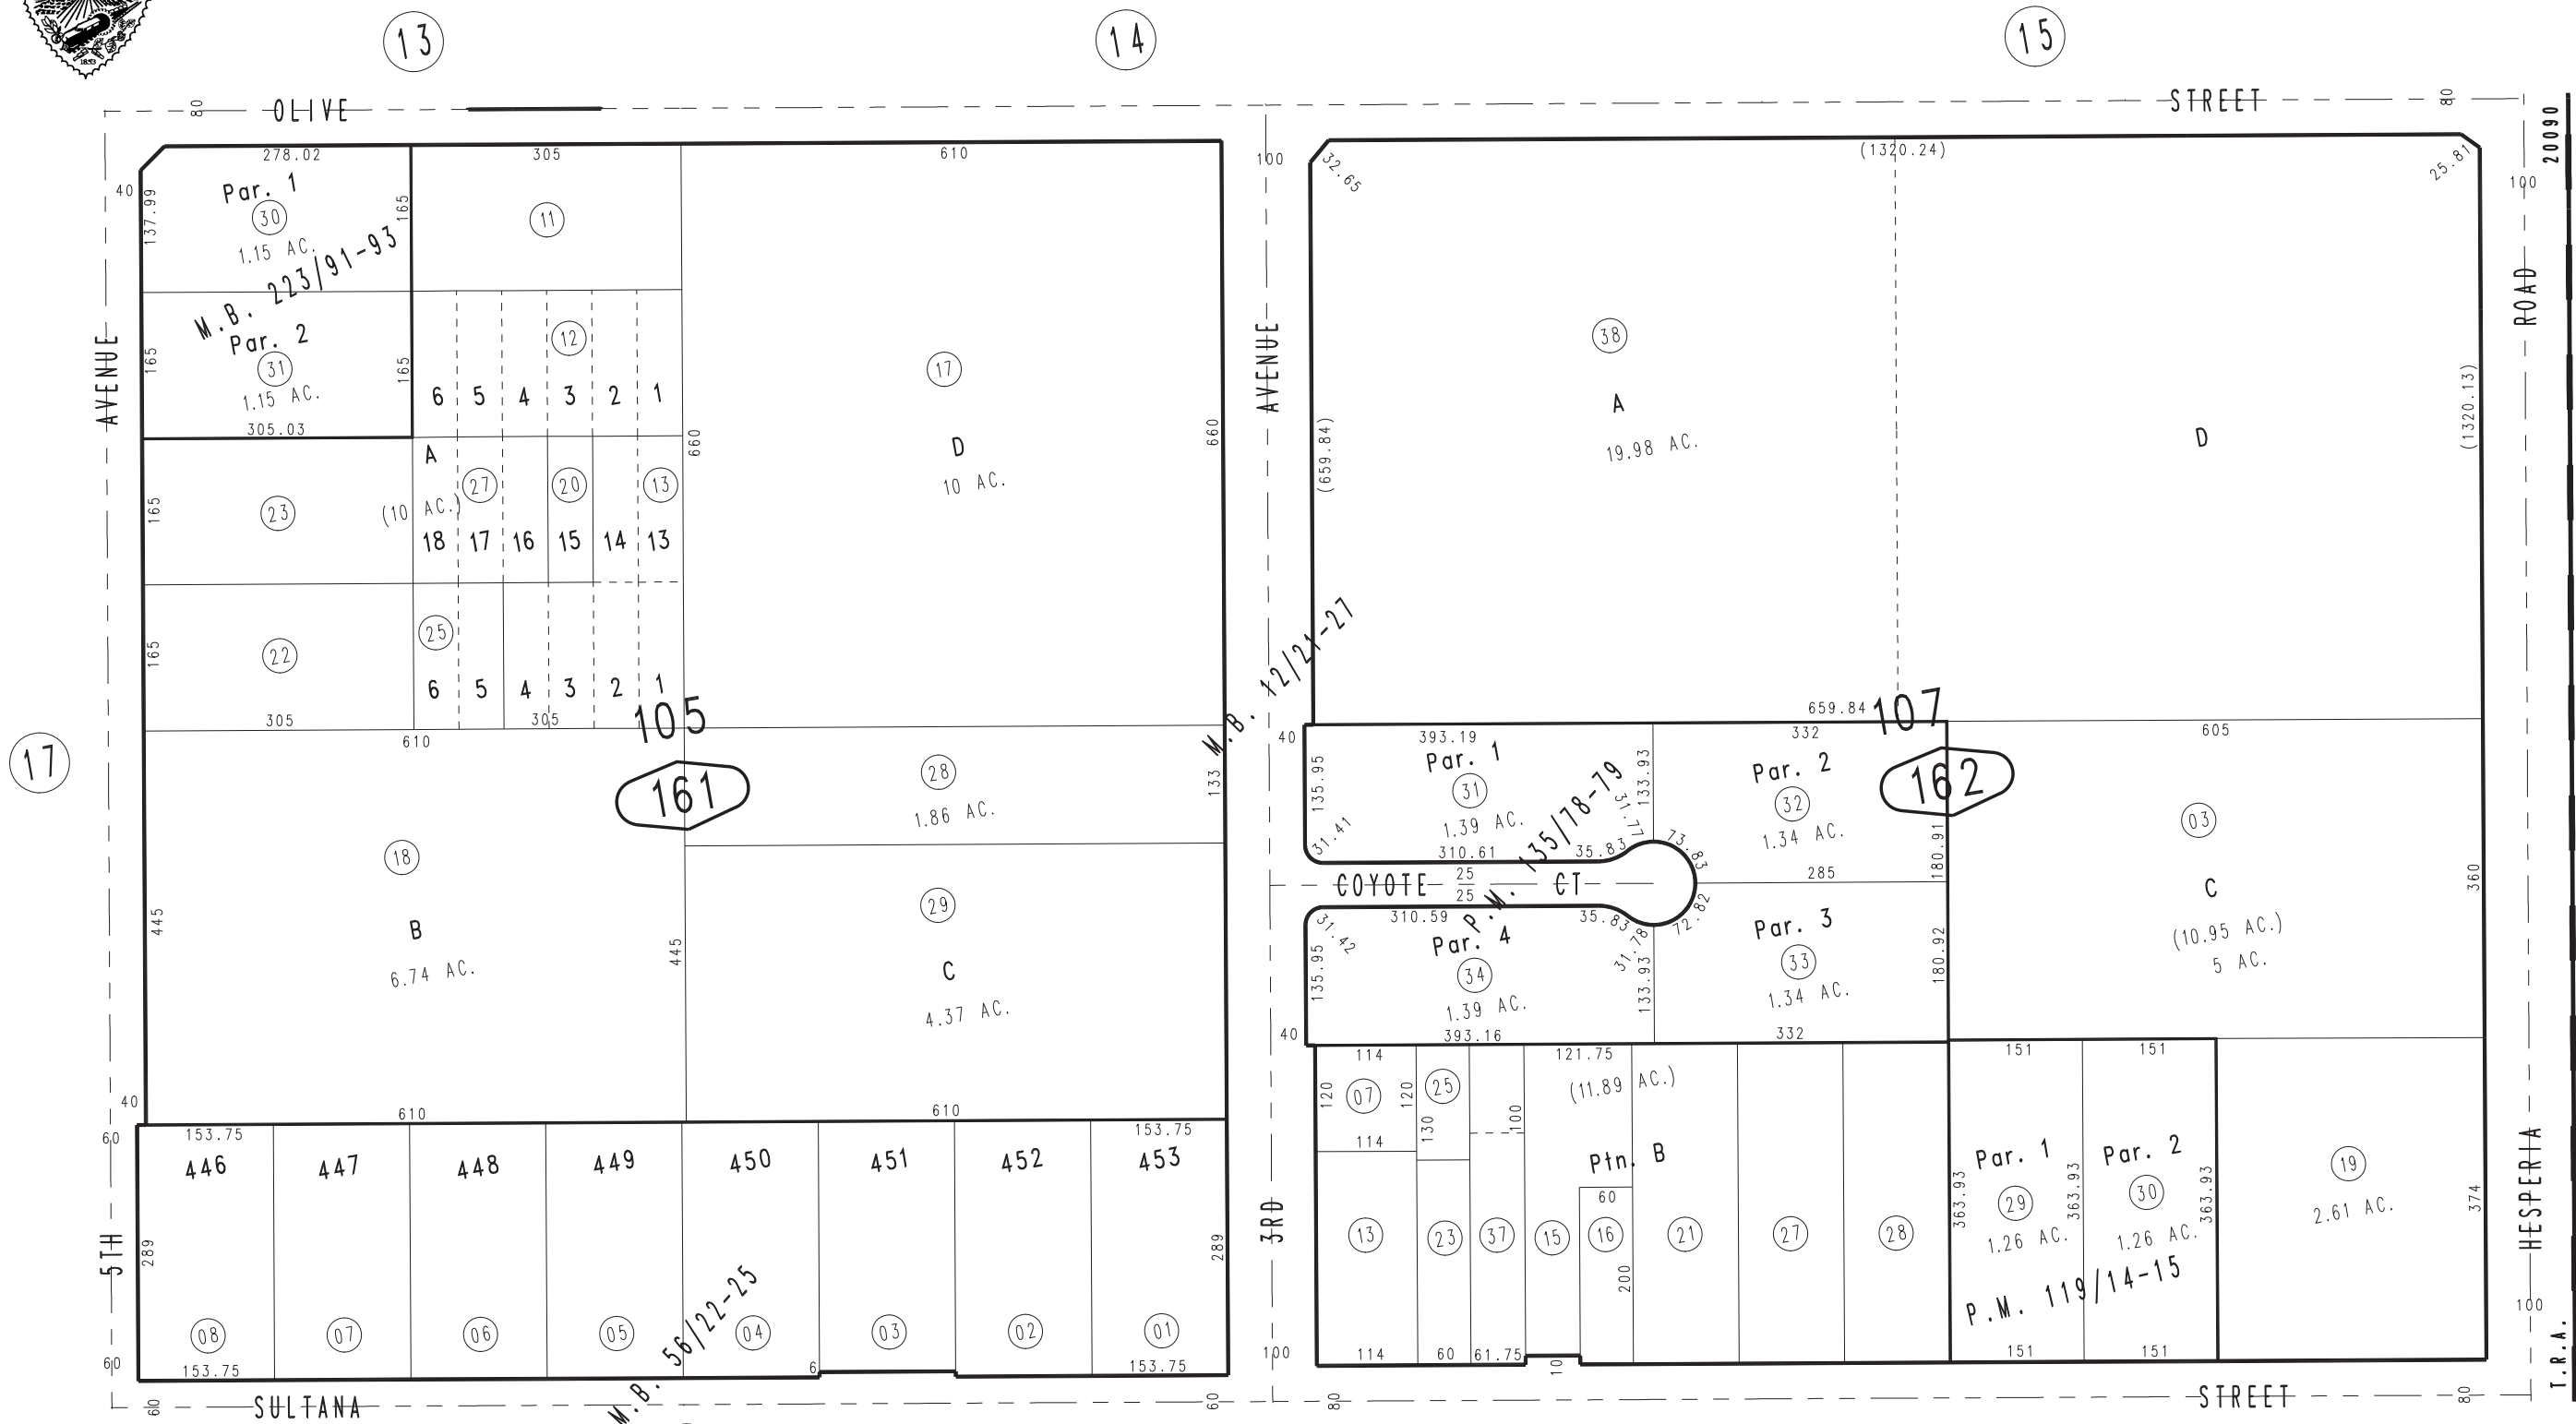 13
14
15
1853
80 OLIVE STREET 80
278.02 305 610 100 32.65 (1320.24) 25.81 100
20090
40 137.99 Par. 1 30 1.15 AC. 165 11
M.B. 223/91-93
165 Par. 2 31 1.15 AC. 165 305.03
12
6 5 4 3 2 1
17 D 10 AC. 660 660
38 A 19.98 AC. (659.84)
D (1320.13)
AVENUE AVENUE ROAD
165 23 A (10 AC.) 27 20 13
18 17 16 15 14 13
165 22 25
6 5 4 3 2 1
305 305
610 105
M.B. 12/21-27
659.84 107
605
17
161
162
28 1.86 AC. 133
40 393.19 332
Par. 1 31 1.39 AC. 135.95 133.93 31.41 310.61 35.83 31.77 73.83
P.M. 135/78-79
Par. 2 32 1.34 AC. 180.91 285
03 C (10.95 AC.) 5 AC. 360
COYOTE CT 25 25
445 18 B 6.74 AC. 445
29 C 4.37 AC.
31.42 310.59 35.83 31.78 72.82
Par. 4 34 1.39 AC. 135.95 133.93
Par. 3 33 1.34 AC. 180.92
40 393.16 332
40 610 610
60 153.75 153.75
446 447 448 449 450 451 452 453
289 289
114 120 07 120 114
25 130 100 121.75 (11.89 AC.)
Ptn. B 60
151 151
Par. 1 29 1.26 AC. 363.93 363.93
Par. 2 30 1.26 AC. 363.93
P.M. 119/14-15
19 2.61 AC. 374
13 23 37 15 16 21 27 28
200
5TH 3RD HESPERIA
08 07 06 05 04 03 02 01
M.B. 56/22-25
60 153.75 6 153.75 100 114 60 61.75 10 151 151 100
T.R.A.
60 SULTANA 60 80 STREET 80